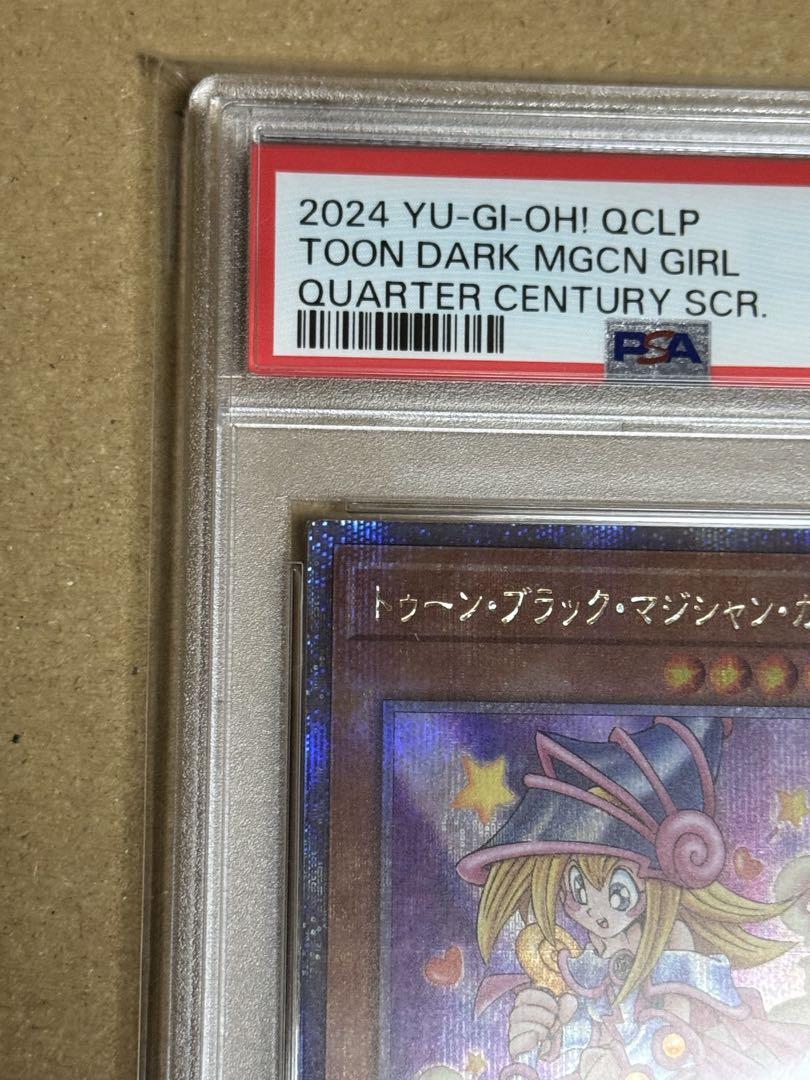 2024 YU-GI-OH! QCLP
TOON DARK MGCN GIRL
QUARTER CENTURY SCR.
PSA
トゥーン・ブラック・マジシャン・